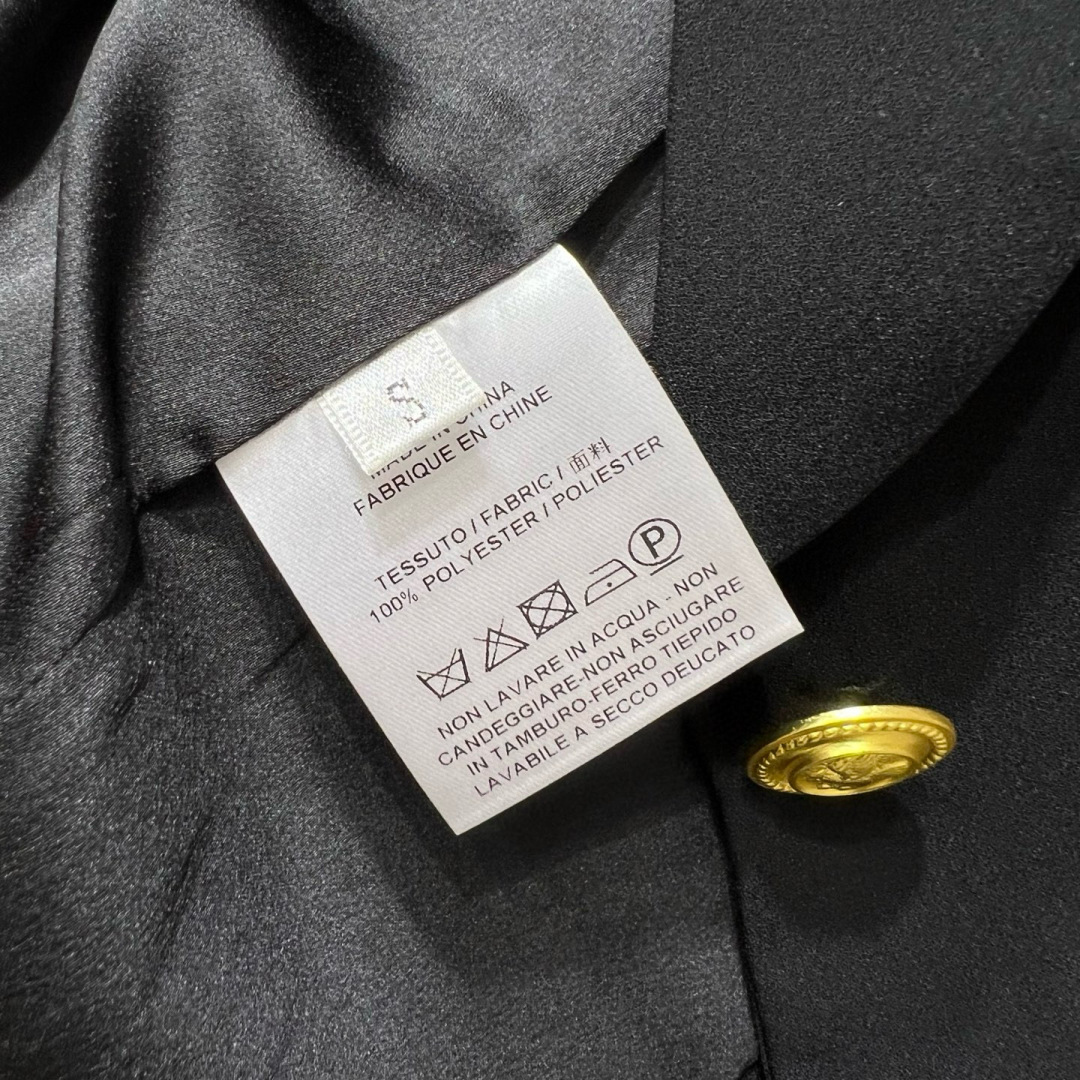 S
MADE IN CHINA
FABRIQUE EN CHINE
TESSUTO / FABRIC / 面料
100% POLYESTER / POLIESTER
P
NON LAVARE IN ACQUA - NON
CANDEGGIARE-NON ASCIUGARE
IN TAMBURO-FERRO TIEPIDO
LAVABILE A SECCO DEUCATO